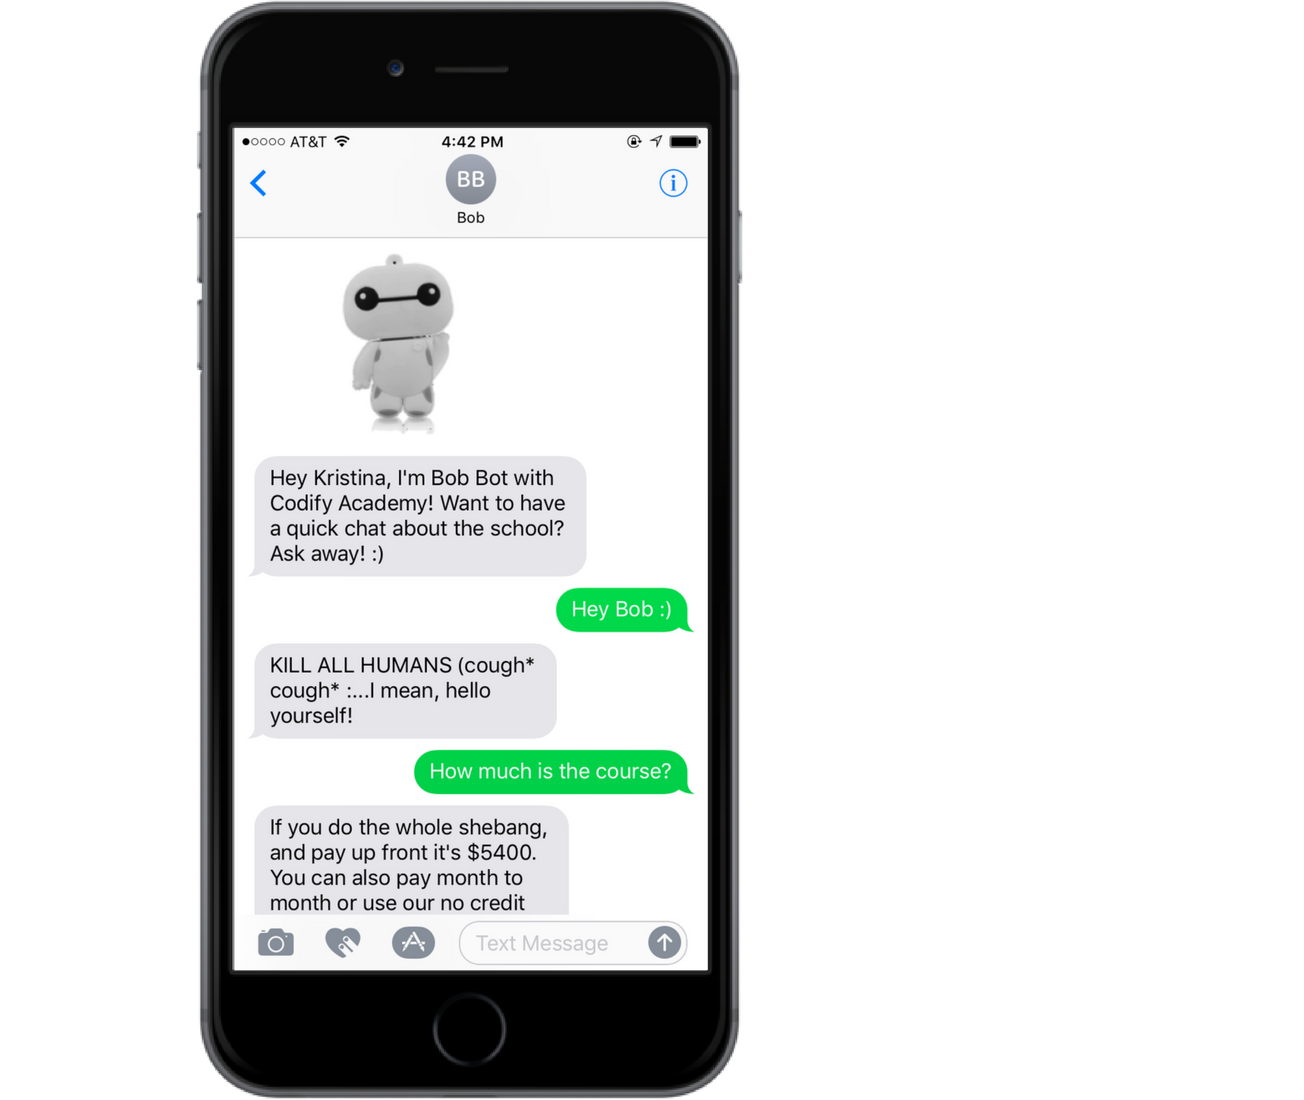 AT&T 4:42 PM
BB
Bob
Hey Kristina, I'm Bob Bot with
Codify Academy! Want to have
a quick chat about the school?
Ask away! :)
Hey Bob :)
KILL ALL HUMANS (cough*
cough* :...I mean, hello
yourself!
How much is the course?
If you do the whole shebang,
and pay up front it's $5400.
You can also pay month to
month or use our no credit
Text Message